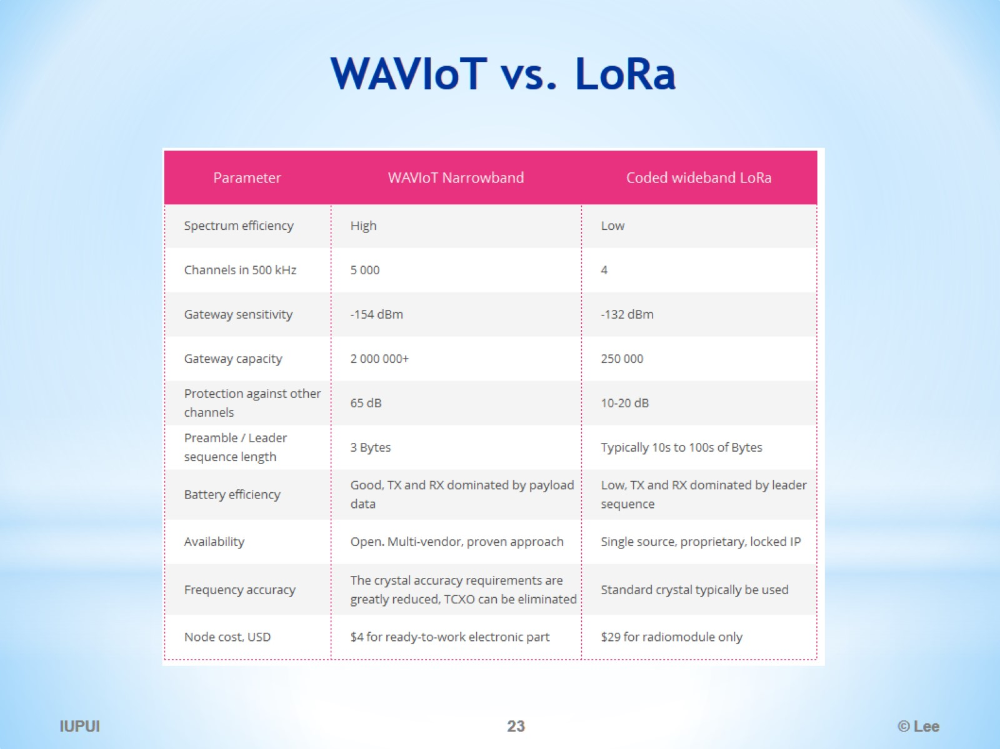 WAVIoT vs. LoRa
Parameter WAVIoT Narrowband Coded wideband LoRa
Spectrum efficiency High Low
Channels in 500 kHz 5 000 4
Gateway sensitivity -154 dBm -132 dBm
Gateway capacity 2 000 000+ 250 000
Protection against other
channels 65 dB 10-20 dB
Preamble / Leader
sequence length 3 Bytes Typically 10s to 100s of Bytes
Battery efficiency Good, TX and RX dominated by payload
data Low, TX and RX dominated by leader
sequence
Availability Open. Multi-vendor, proven approach Single source, proprietary, locked IP
Frequency accuracy The crystal accuracy requirements are
greatly reduced, TCXO can be eliminated Standard crystal typically be used
Node cost, USD $4 for ready-to-work electronic part $29 for radiomodule only
IUPUI 23 © Lee